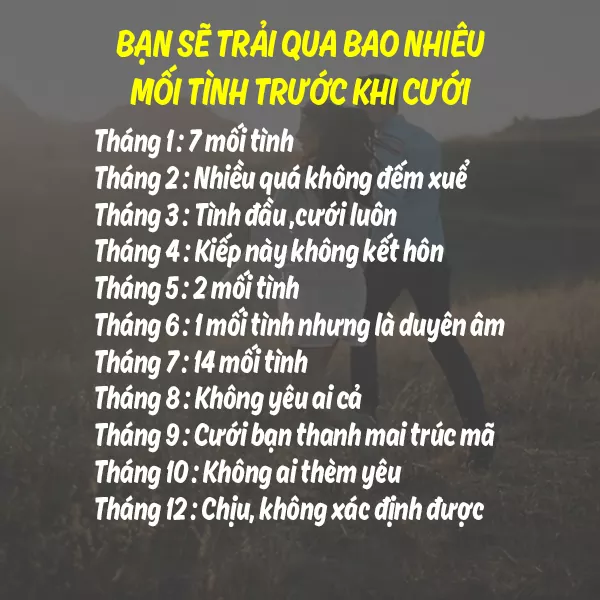 BẠN SẼ TRẢI QUA BAO NHIÊU
MỐI TÌNH TRƯỚC KHI CƯỚI
Tháng 1 : 7 mối tình
Tháng 2 : Nhiều quá không đếm xuể
Tháng 3 : Tình đầu ,cưới luôn
Tháng 4 : Kiếp này không kết hôn
Tháng 5 : 2 mối tình
Tháng 6 : 1 mối tình nhưng là duyên âm
Tháng 7 : 14 mối tình
Tháng 8 : Không yêu ai cả
Tháng 9 : Cưới bạn thanh mai trúc mã
Tháng 10 : Không ai thèm yêu
Tháng 12 : Chịu, không xác định được